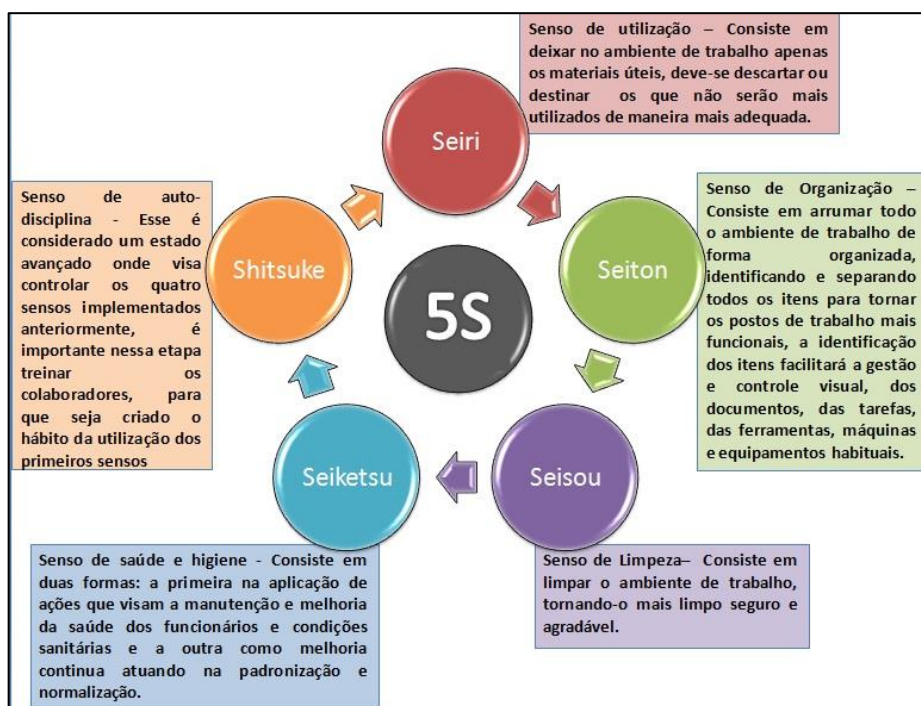 Senso de utilização – Consiste em
deixar no ambiente de trabalho apenas
os materiais úteis, deve-se descartar ou
destinar os que não serão mais
utilizados de maneira mais adequada.
Seiri
Senso de Organização –
Consiste em arrumar todo
o ambiente de trabalho de
forma organizada,
identificando e separando
todos os itens para tornar
os postos de trabalho mais
funcionais, a identificação
dos itens facilitará a gestão
e controle visual, dos
documentos, das tarefas,
das ferramentas, máquinas
e equipamentos habituais.
Seiton
Senso de Limpeza– Consiste em
limpar o ambiente de trabalho,
tornando-o mais limpo seguro e
agradável.
Seisou
Senso de saúde e higiene - Consiste em
duas formas: a primeira na aplicação de
ações que visam a manutenção e melhoria
da saúde dos funcionários e condições
sanitárias e a outra como melhoria
continua atuando na padronização e
normalização.
Seiketsu
Senso de auto-
disciplina - Esse é
considerado um estado
avançado onde visa
controlar os quatro
sensos implementados
anteriormente, é
importante nessa etapa
treinar os
colaboradores, para
que seja criado o
hábito da utilização dos
primeiros sensos
Shitsuke
5S